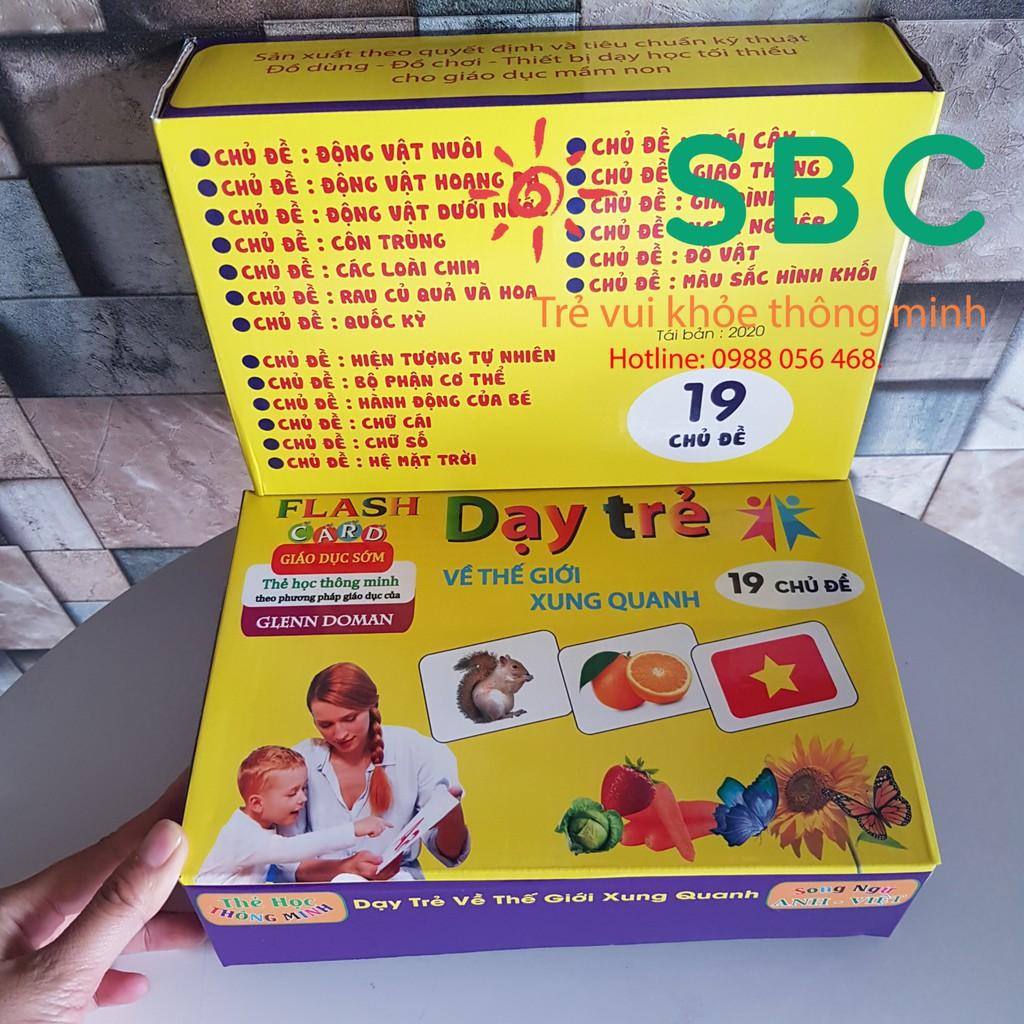 Sản xuất theo quyết định và tiêu chuẩn kỹ thuật
Đồ dùng - Đồ chơi - Thiết bị dạy học tối thiểu
cho giáo dục mầm non
CHỦ ĐỀ : ĐỘNG VẬT NUÔI
CHỦ ĐỀ : ĐỘNG VẬT HOANG
CHỦ ĐỀ : ĐỘNG VẬT DƯỚI
CHỦ ĐỀ : CÔN TRÙNG
CHỦ ĐỀ : CÁC LOÀI CHIM
CHỦ ĐỀ : RAU CỦ QUẢ VÀ HOA
CHỦ ĐỀ : QUỐC KỲ
CHỦ ĐỀ : HIỆN TƯỢNG TỰ NHIÊN
CHỦ ĐỀ : BỘ PHẬN CƠ THỂ
CHỦ ĐỀ : HÀNH ĐỘNG CỦA BÉ
CHỦ ĐỀ : CHỮ CÁI
CHỦ ĐỀ : CHỮ SỐ
CHỦ ĐỀ : HỆ MẶT TRỜI
CHỦ ĐỀ CÂY
CHỦ ĐỀ GIAO THÔNG
CHỦ ĐỀ : GIA ĐÌNH
CHỦ ĐỀ
CHỦ ĐỀ : ĐỒ VẬT
CHỦ ĐỀ : MÀU SẮC HÌNH KHỐI
SBC
Trẻ vui khỏe thông minh
Tái bản : 2020
Hotline: 0988 056 468.
19
CHỦ ĐỀ
FLASH
CARD
GIÁO DỤC SỚM
Thẻ học thông minh
theo phương pháp giáo dục của
GLENN DOMAN
Dạy trẻ
VỀ THẾ GIỚI
XUNG QUANH
19 CHỦ ĐỀ
Thẻ Học
THÔNG MINH
Dạy Trẻ Về Thế Giới Xung Quanh
Song Ngữ
ANH - VIỆT